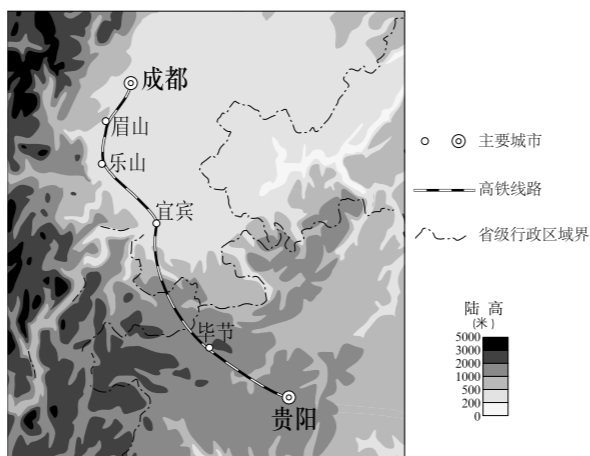 成都
眉山
乐山
宜宾
毕节
贵阳
主要城市
高铁线路
省级行政区域界
陆 高
(米)
5000
3000
2000
1000
500
200
0